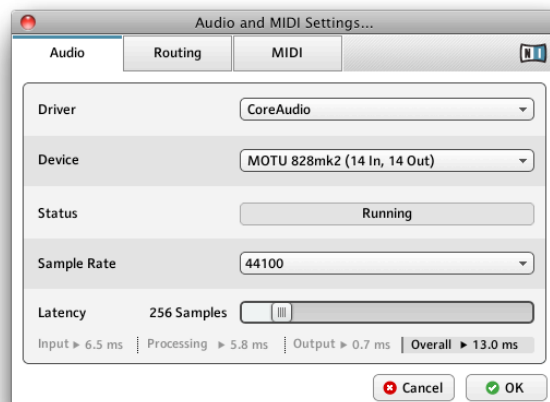 Audio and MIDI Settings...
Audio Routing MIDI
NI
Driver CoreAudio
Device MOTU 828mk2 (14 In, 14 Out)
Status Running
Sample Rate 44100
Latency 256 Samples
Input ▸ 6.5 ms Processing ▸ 5.8 ms Output ▸ 0.7 ms Overall ▸ 13.0 ms
Cancel OK